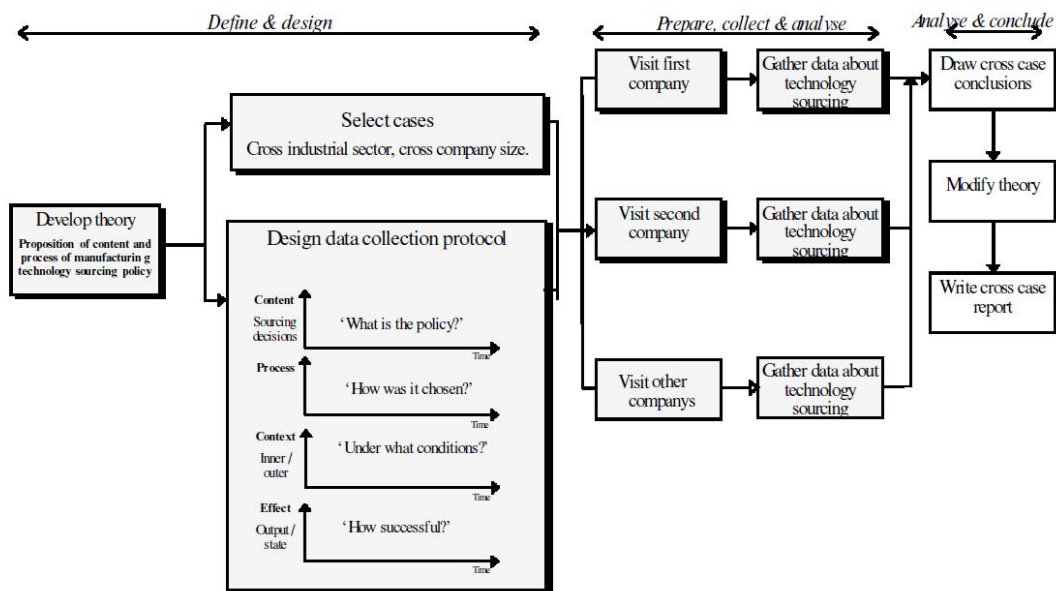 Define & design
Prepare, collect & analyse
Analyse & conclude
Develop theory
Proposition of content and
process of manufacturin g
technology sourcing policy
Select cases
Cross industrial sector, cross company size.
Design data collection protocol
Content
Sourcing
decisions
‘What is the policy?’
Time
Process
‘How was it chosen?’
Time
Context
Inner /
outer
‘Under what conditions?’
Time
Effect
Output /
state
‘How successful?’
Time
Visit first
company
Gather data about
technology
sourcing
Visit second
company
Gather data about
technology
sourcing
Visit other
companys
Gather data about
technology
sourcing
Draw cross case
conclusions
Modify theory
Write cross case
report